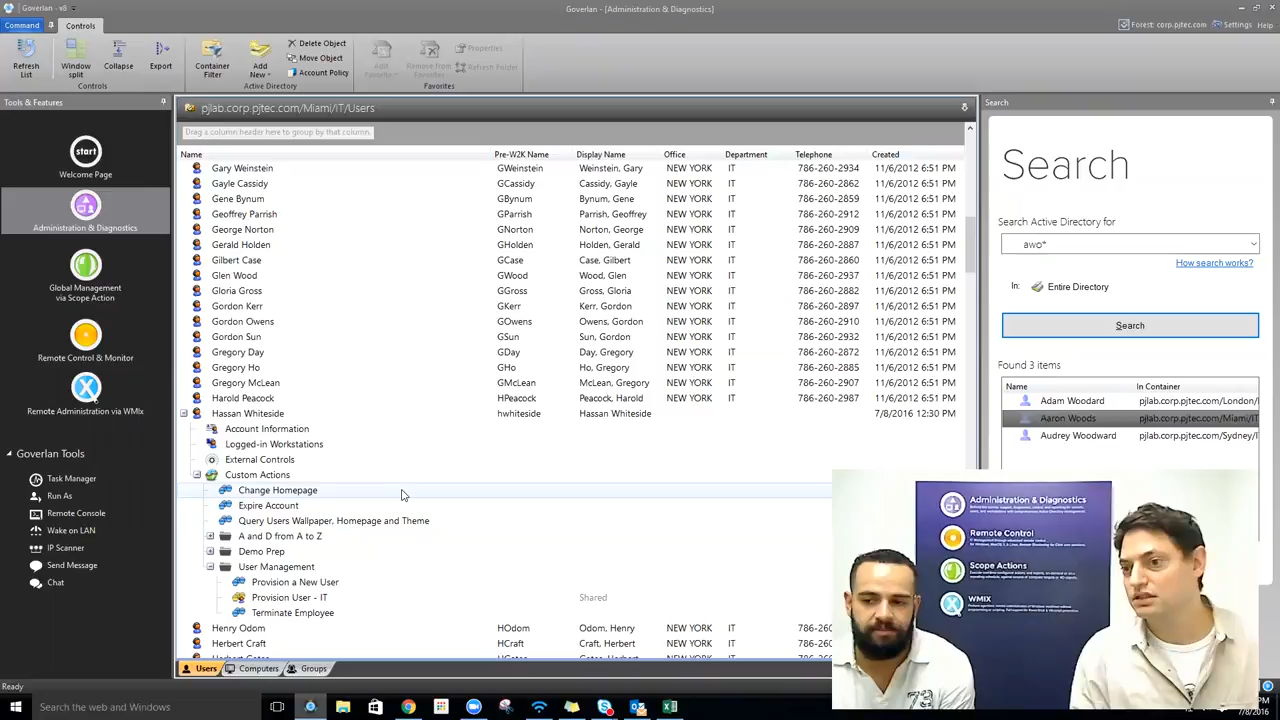 Goverlan - v8
Goverlan - [Administration & Diagnostics]
Command
Controls
Forest: corp.pjtec.com
Settings
Help
Refresh List
Window split
Collapse
Export
Controls
Container Filter
Add New
Delete Object
Move Object
Account Policy
Active Directory
Add Favorite
Remove from Favorites
Properties
Refresh Folder
Favorites
Tools & Features
start
Welcome Page
Administration & Diagnostics
Global Management
via Scope Action
Remote Control & Monitor
X
Remote Administration via WMIx
Goverlan Tools
Task Manager
Run As
Remote Console
Wake on LAN
IP Scanner
Send Message
Chat
pjlab.corp.pjtec.com/Miami/IT/Users
Drag a column header here to group by that column.
Name Pre-W2K Name Display Name Office Department Telephone Created
Gary Weinstein GWeinstein Weinstein, Gary NEW YORK IT 786-260-2934 11/6/2012 6:51 PM
Gayle Cassidy GCassidy Cassidy, Gayle NEW YORK IT 786-260-2862 11/6/2012 6:51 PM
Gene Bynum GBynum Bynum, Gene NEW YORK IT 786-260-2859 11/6/2012 6:51 PM
Geoffrey Parrish GParrish Parrish, Geoffrey NEW YORK IT 786-260-2912 11/6/2012 6:51 PM
George Norton GNorton Norton, George NEW YORK IT 786-260-2909 11/6/2012 6:51 PM
Gerald Holden GHolden Holden, Gerald NEW YORK IT 786-260-2887 11/6/2012 6:51 PM
Gilbert Case GCase Case, Gilbert NEW YORK IT 786-260-2860 11/6/2012 6:51 PM
Glen Wood GWood Wood, Glen NEW YORK IT 786-260-2937 11/6/2012 6:51 PM
Gloria Gross GGross Gross, Gloria NEW YORK IT 786-260-2882 11/6/2012 6:51 PM
Gordon Kerr GKerr Kerr, Gordon NEW YORK IT 786-260-2897 11/6/2012 6:51 PM
Gordon Owens GOwens Owens, Gordon NEW YORK IT 786-260-2910 11/6/2012 6:51 PM
Gordon Sun GSun Sun, Gordon NEW YORK IT 786-260-2936 11/6/2012 6:51 PM
Gregory Day GDay Day, Gregory NEW YORK IT 786-260-2872 11/6/2012 6:51 PM
Gregory Ho GHo Ho, Gregory NEW YORK IT 786-260-2885 11/6/2012 6:51 PM
Gregory McLean GMcLean McLean, Gregory NEW YORK IT 786-260-2907 11/6/2012 6:51 PM
Harold Peacock HPeacock Peacock, Harold NEW YORK IT 786-260-2987 11/6/2012 6:51 PM
Hassan Whiteside hwhiteside Hassan Whiteside 7/8/2016 12:30 PM
Account Information
Logged-in Workstations
External Controls
Custom Actions
Change Homepage
Expire Account
Query Users Wallpaper, Homepage and Theme
A and D from A to Z
Demo Prep
User Management
Provision a New User
Provision User - IT Shared
Terminate Employee
Henry Odom HOdom Odom, Henry NEW YORK IT 786-260
Herbert Craft HCraft Craft, Herbert NEW YORK IT 786-260
Users
Computers
Groups
Search
Search
Search Active Directory for
awo*
How search works?
In: Entire Directory
Search
Found 3 items
Name In Container
Adam Woodard pjlab.corp.pjtec.com/London/I
Aaron Woods pjlab.corp.pjtec.com/Miami/IT
Audrey Woodward pjlab.corp.pjtec.com/Sydney/I
Administration & Diagnostics
Remote Control
Scope Actions
WMIX
73
Ready
Search the web and Windows
7/8/2016